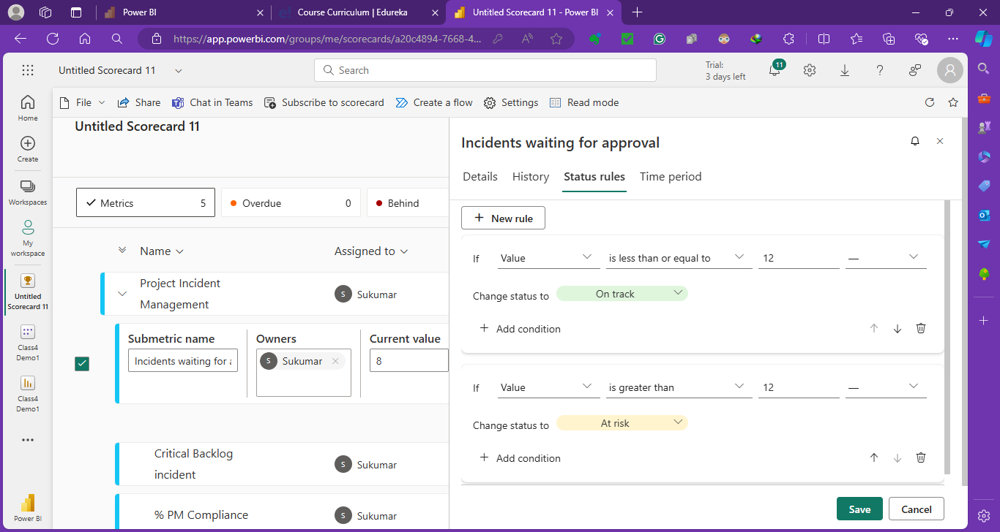 Power BI
Course Curriculum | Edureka
Untitled Scorecard 11 - Power BI
https://app.powerbi.com/groups/me/scorecards/a20c4894-7668-4...
Untitled Scorecard 11
Search
Trial:
3 days left
11
File
Share
Chat in Teams
Subscribe to scorecard
Create a flow
Settings
Read mode
Home
Create
Workspaces
My
workspace
Untitled
Scorecard 11
Class4
Demo1
Class4
Demo1
Power BI
Untitled Scorecard 11
Metrics 5
Overdue 0
Behind
Name
Assigned to
Project Incident
Management
S Sukumar
Submetric name
Owners
Current value
Incidents waiting for a
S Sukumar
8
Critical Backlog
incident
S Sukumar
% PM Compliance
S Sukumar
Incidents waiting for approval
Details
History
Status rules
Time period
New rule
If Value is less than or equal to 12 —
Change status to On track
Add condition
If Value is greater than 12 —
Change status to At risk
Add condition
Save
Cancel